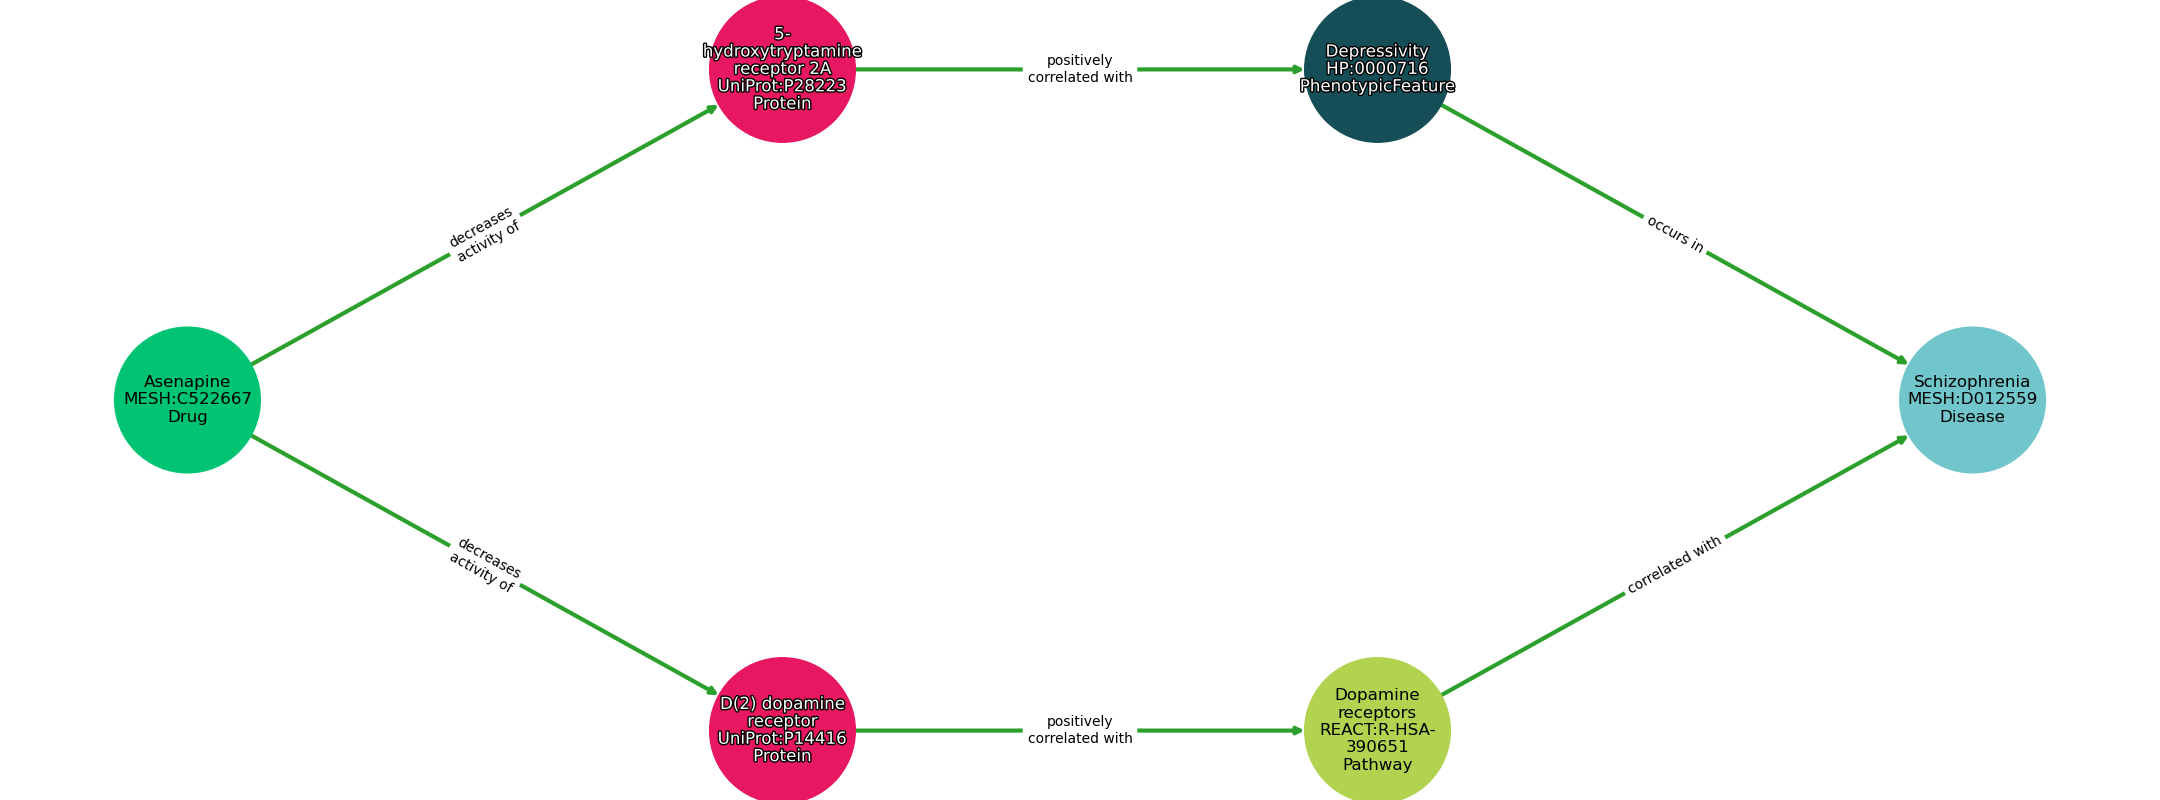 5-
hydroxytryptamine
receptor 2A
UniProt:P28223
Protein
positively
correlated with
Depressivity
HP:0000716
PhenotypicFeature
decreases
activity of
occurs in
Asenapine
MESH:C522667
Drug
Schizophrenia
MESH:D012559
Disease
decreases
activity of
correlated with
D(2) dopamine
receptor
UniProt:P14416
Protein
positively
correlated with
Dopamine
receptors
REACT:R-HSA-
390651
Pathway